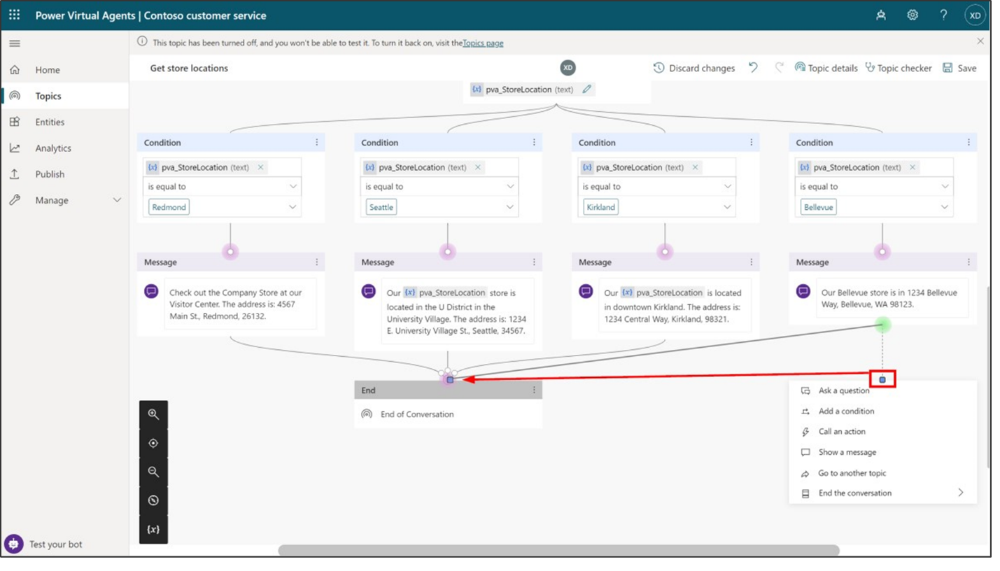 Power Virtual Agents | Contoso customer service
?
XD
This topic has been turned off, and you won't be able to test it. To turn it back on, visit theTopics page
Home
Topics
Entities
Analytics
Publish
Manage
Test your bot
Get store locations
XD
Discard changes
Topic details
Topic checker
Save
{x} pva_StoreLocation (text)
Condition
{x} pva_StoreLocation (text)
is equal to
Redmond
Message
Check out the Company Store at our
Visitor Center. The address is: 4567
Main St., Redmond, 26132.
Condition
{x} pva_StoreLocation (text)
is equal to
Seattle
Message
Our {x} pva_StoreLocation store is
located in the U District in the
University Village. The address is: 1234
E. University Village St., Seattle, 34567.
Condition
{x} pva_StoreLocation (text)
is equal to
Kirkland
Message
Our {x} pva_StoreLocation is located
in downtown Kirkland. The address is:
1234 Central Way, Kirkland, 98321.
Condition
{x} pva_StoreLocation (text)
is equal to
Bellevue
Message
Our Bellevue store is in 1234 Bellevue
Way, Bellevue, WA 98123.
End
End of Conversation
Ask a question
Add a condition
Call an action
Show a message
Go to another topic
End the conversation
{x}